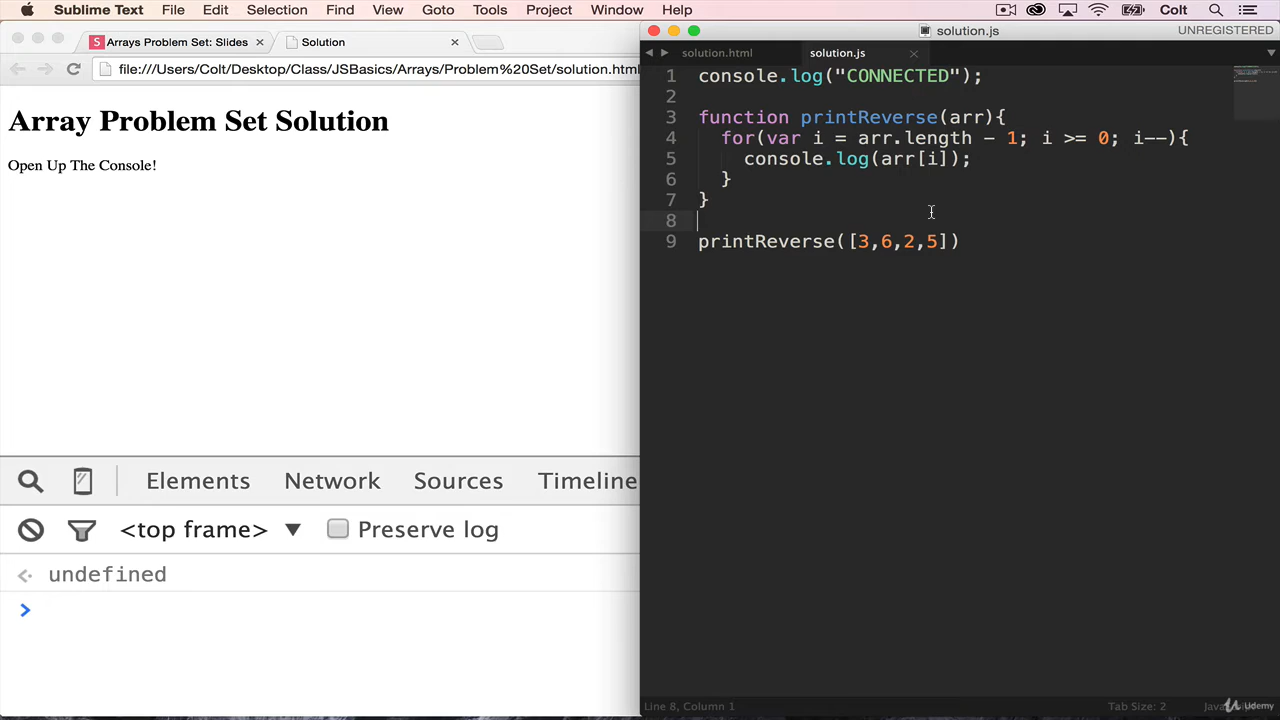 Sublime Text File Edit Selection Find View Goto Tools Project Window Help Colt
S Arrays Problem Set: Slides Solution
file:///Users/Colt/Desktop/Class/JSBasics/Arrays/Problem%20Set/solution.html
Array Problem Set Solution
Open Up The Console!
Elements Network Sources Timeline
<top frame> Preserve log
undefined
>
solution.js UNREGISTERED
solution.html solution.js
1 console.log("CONNECTED");
2
3 function printReverse(arr){
4 for(var i = arr.length - 1; i >= 0; i--){
5 console.log(arr[i]);
6 }
7 }
8
9 printReverse([3,6,2,5])
Line 8, Column 1 Tab Size: 2
Udemy